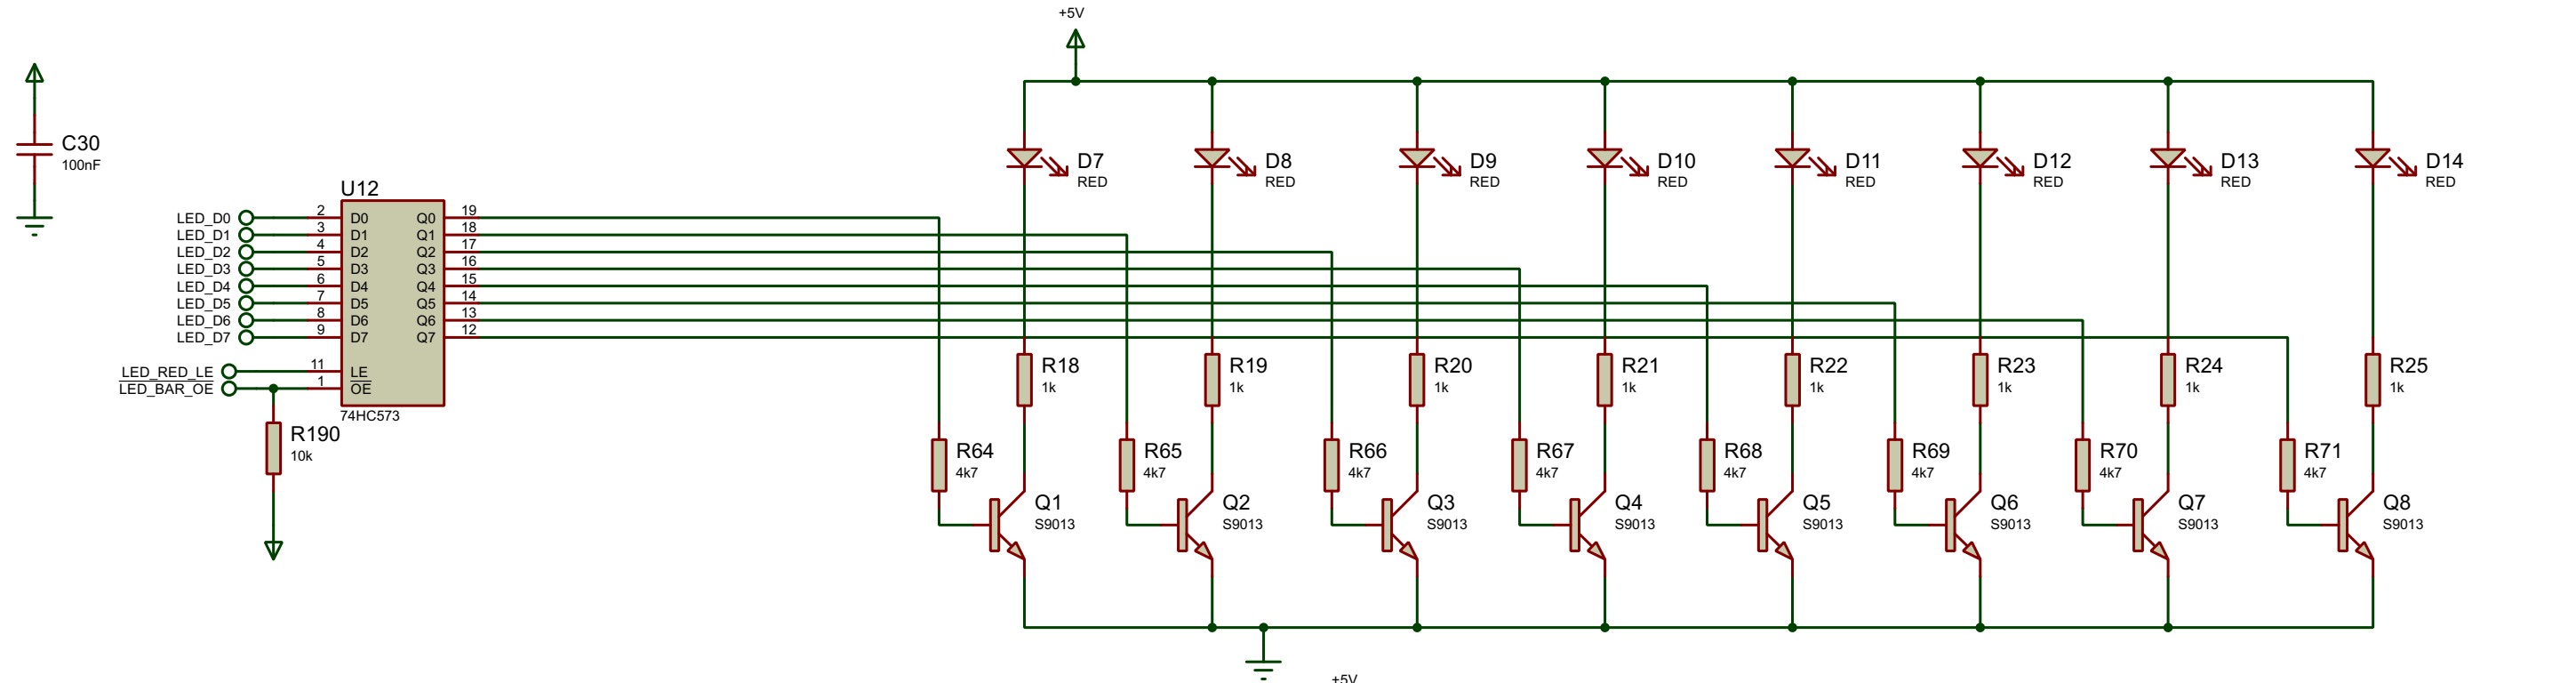 +5V
C30
100nF
U12
LED_D0 2 D0 Q0 19
LED_D1 3 D1 Q1 18
LED_D2 4 D2 Q2 17
LED_D3 5 D3 Q3 16
LED_D4 6 D4 Q4 15
LED_D5 7 D5 Q5 14
LED_D6 8 D6 Q6 13
LED_D7 9 D7 Q7 12
LED_RED_LE 11 LE
LED_BAR_OE 1 OE
74HC573
R190
10k
D7
RED
D8
RED
D9
RED
D10
RED
D11
RED
D12
RED
D13
RED
D14
RED
R18
1k
R19
1k
R20
1k
R21
1k
R22
1k
R23
1k
R24
1k
R25
1k
R64
4k7
R65
4k7
R66
4k7
R67
4k7
R68
4k7
R69
4k7
R70
4k7
R71
4k7
Q1
S9013
Q2
S9013
Q3
S9013
Q4
S9013
Q5
S9013
Q6
S9013
Q7
S9013
Q8
S9013
+5V